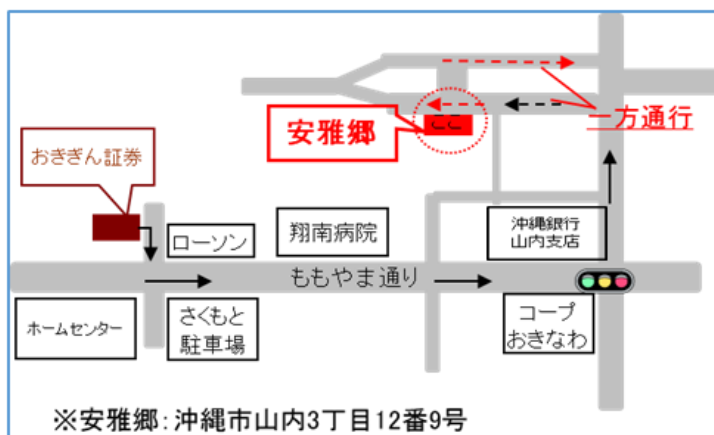 安雅郷
ここ
一方通行
おきぎん証券
ローソン
翔南病院
沖縄銀行
山内支店
ももやま通り
ホームセンター
さくもと
駐車場
コープ
おきなわ
※安雅郷:沖縄市山内3丁目12番9号